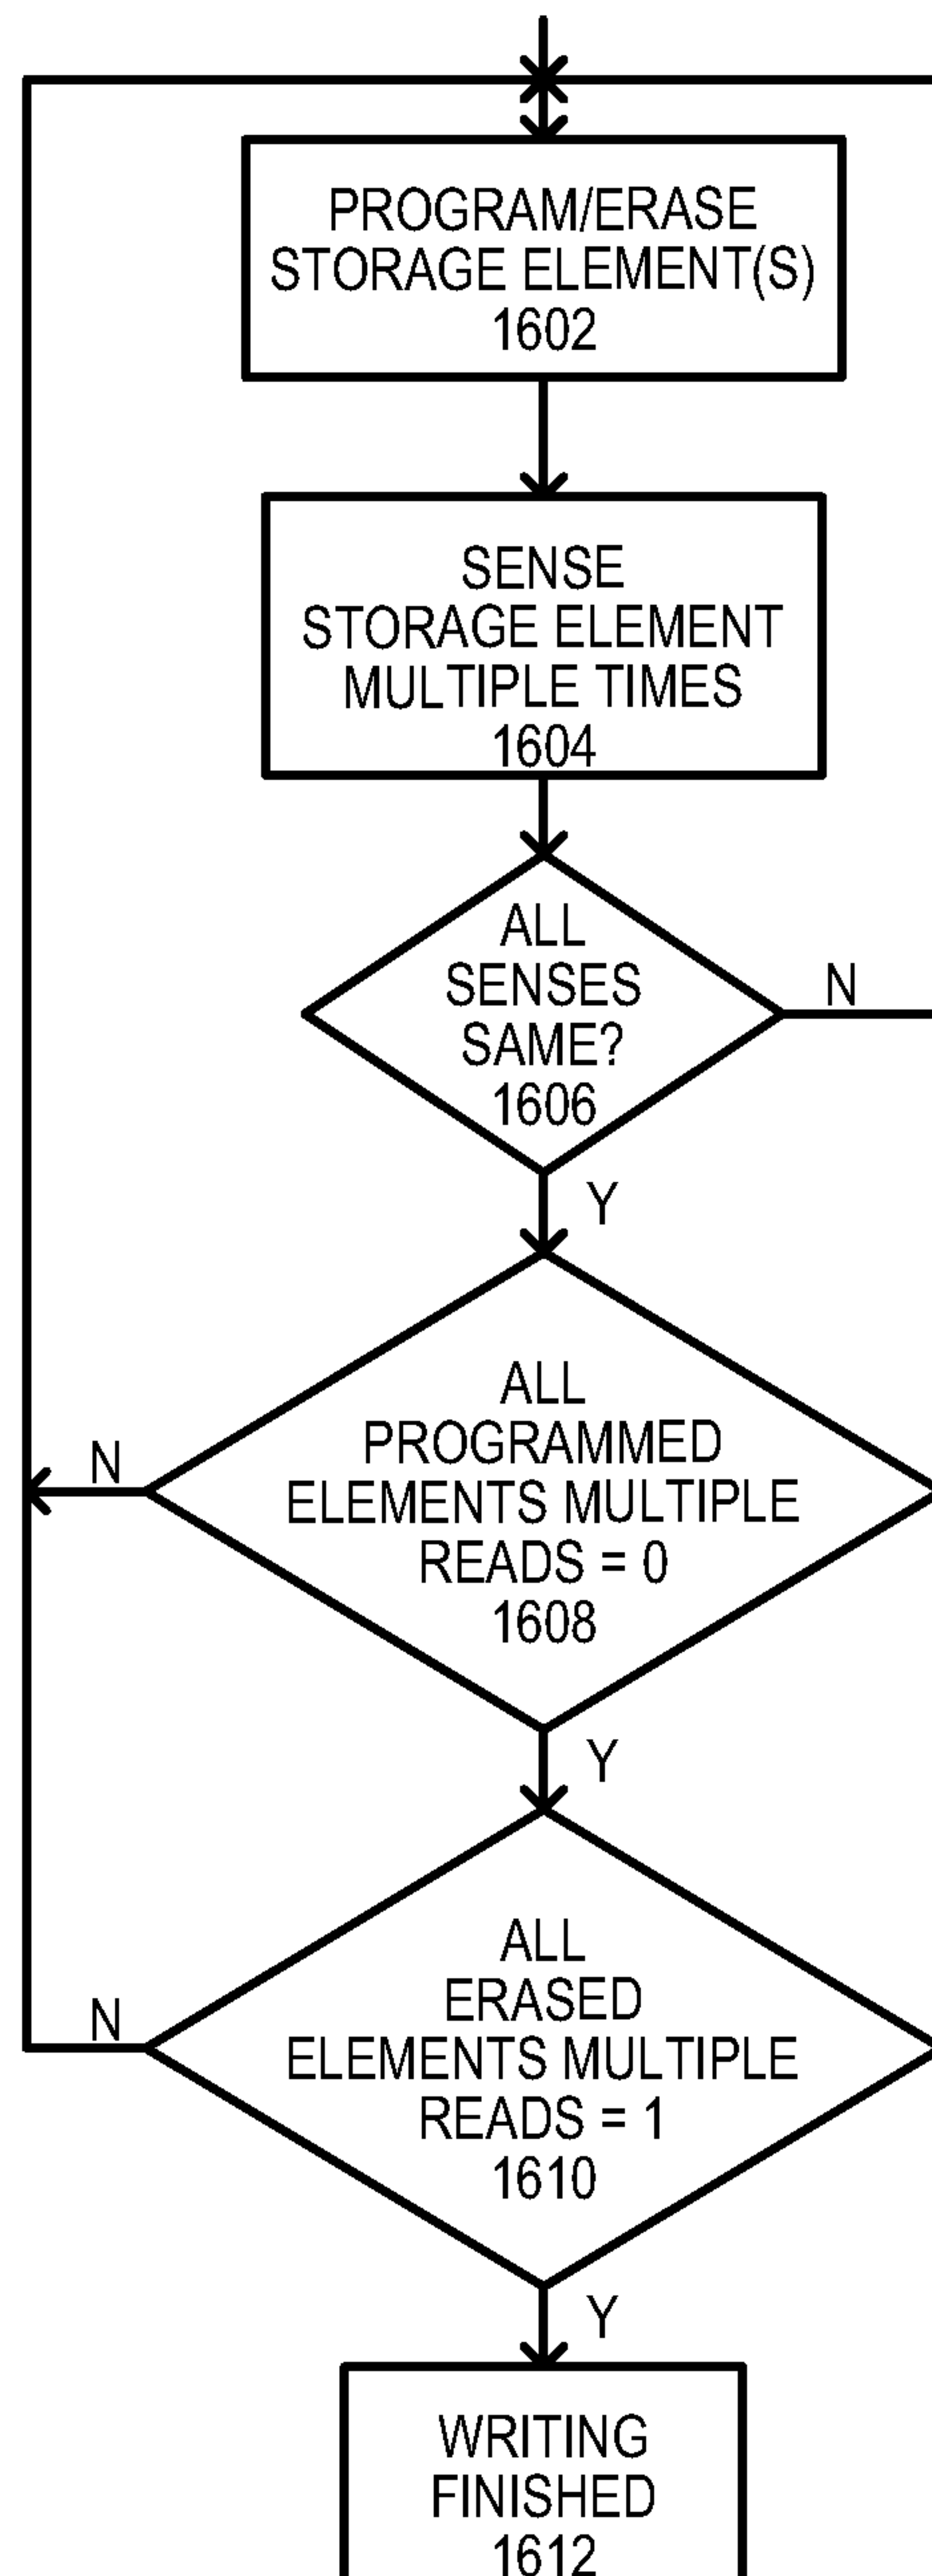 PROGRAM/ERASE
STORAGE ELEMENT(S)
1602
SENSE
STORAGE ELEMENT
MULTIPLE TIMES
1604
ALL
SENSES
SAME?
1606
N
Y
ALL
PROGRAMMED
ELEMENTS MULTIPLE
READS = 0
1608
N
Y
ALL
ERASED
ELEMENTS MULTIPLE
READS = 1
1610
N
Y
WRITING
FINISHED
1612